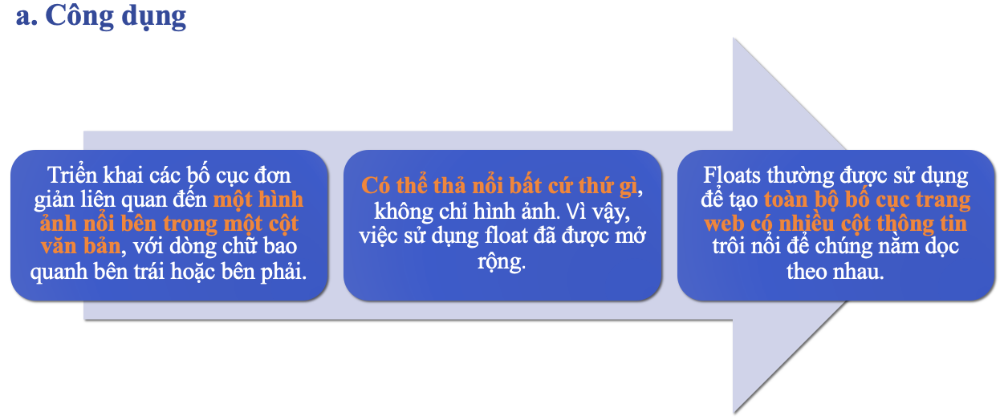 a. Công dụng
Triển khai các bố cục đơn
giản liên quan đến một hình
ảnh nổi bên trong một cột
văn bản, với dòng chữ bao
quanh bên trái hoặc bên phải.
Có thể thả nổi bất cứ thứ gì,
không chỉ hình ảnh. Vì vậy,
việc sử dụng float đã được mở
rộng.
Floats thường được sử dụng
để tạo toàn bộ bố cục trang
web có nhiều cột thông tin
trôi nổi để chúng nằm dọc
theo nhau.